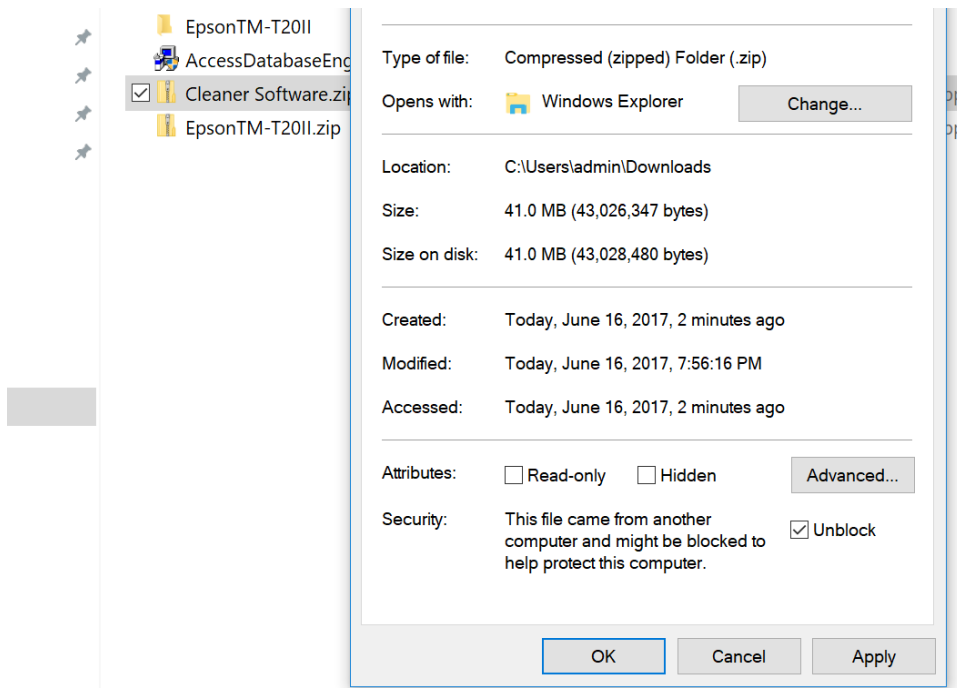 EpsonTM-T20II
AccessDatabaseEng
Cleaner Software.zip
EpsonTM-T20II.zip
Type of file: Compressed (zipped) Folder (.zip)
Opens with: Windows Explorer Change...
Location: C:\Users\admin\Downloads
Size: 41.0 MB (43,026,347 bytes)
Size on disk: 41.0 MB (43,028,480 bytes)
Created: Today, June 16, 2017, 2 minutes ago
Modified: Today, June 16, 2017, 7:56:16 PM
Accessed: Today, June 16, 2017, 2 minutes ago
Attributes: Read-only Hidden Advanced...
Security: This file came from another
computer and might be blocked to
help protect this computer.
Unblock
OK Cancel Apply